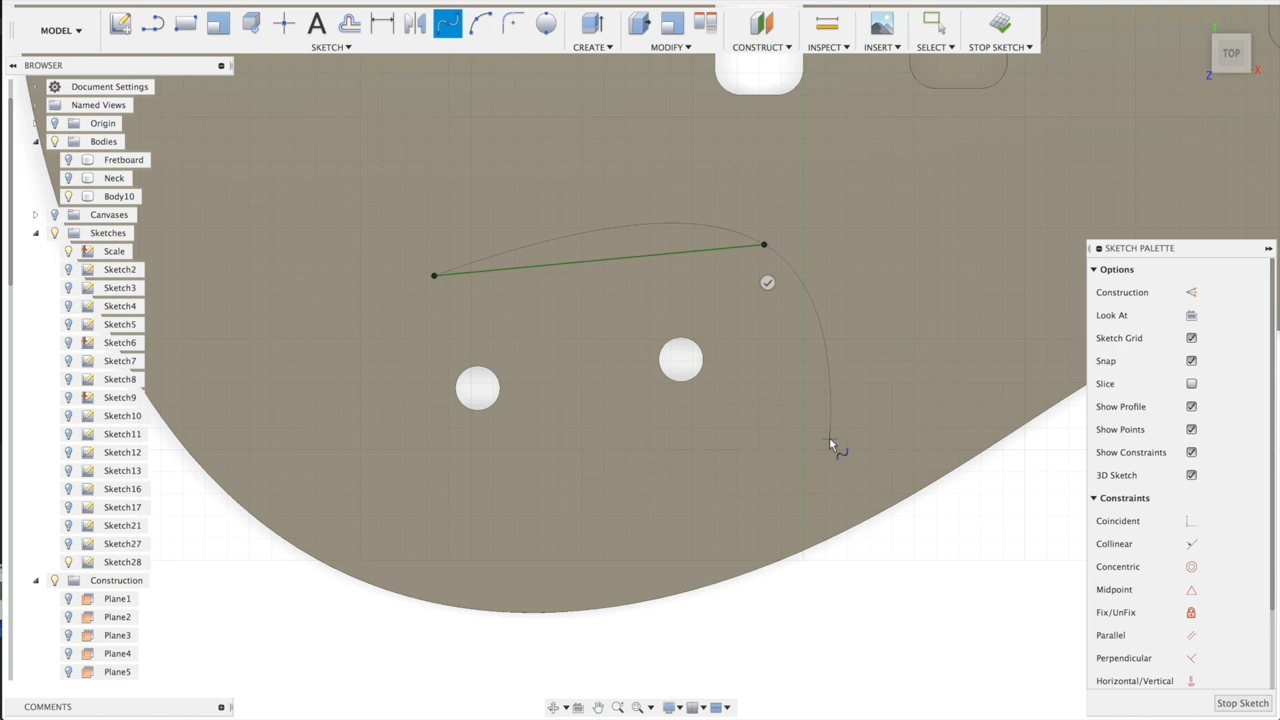 MODEL
SKETCH
CREATE
MODIFY
CONSTRUCT
INSPECT
INSERT
SELECT
STOP SKETCH
TOP
Y
Z
X
BROWSER
Document Settings
Named Views
Origin
Bodies
Fretboard
Neck
Body10
Canvases
Sketches
Scale
Sketch2
Sketch3
Sketch4
Sketch5
Sketch6
Sketch7
Sketch8
Sketch9
Sketch10
Sketch11
Sketch12
Sketch13
Sketch16
Sketch17
Sketch21
Sketch27
Sketch28
Construction
Plane1
Plane2
Plane3
Plane4
Plane5
COMMENTS
SKETCH PALETTE
Options
Construction
Look At
Sketch Grid
Snap
Slice
Show Profile
Show Points
Show Constraints
3D Sketch
Constraints
Coincident
Collinear
Concentric
Midpoint
Fix/UnFix
Parallel
Perpendicular
Horizontal/Vertical
Stop Sketch